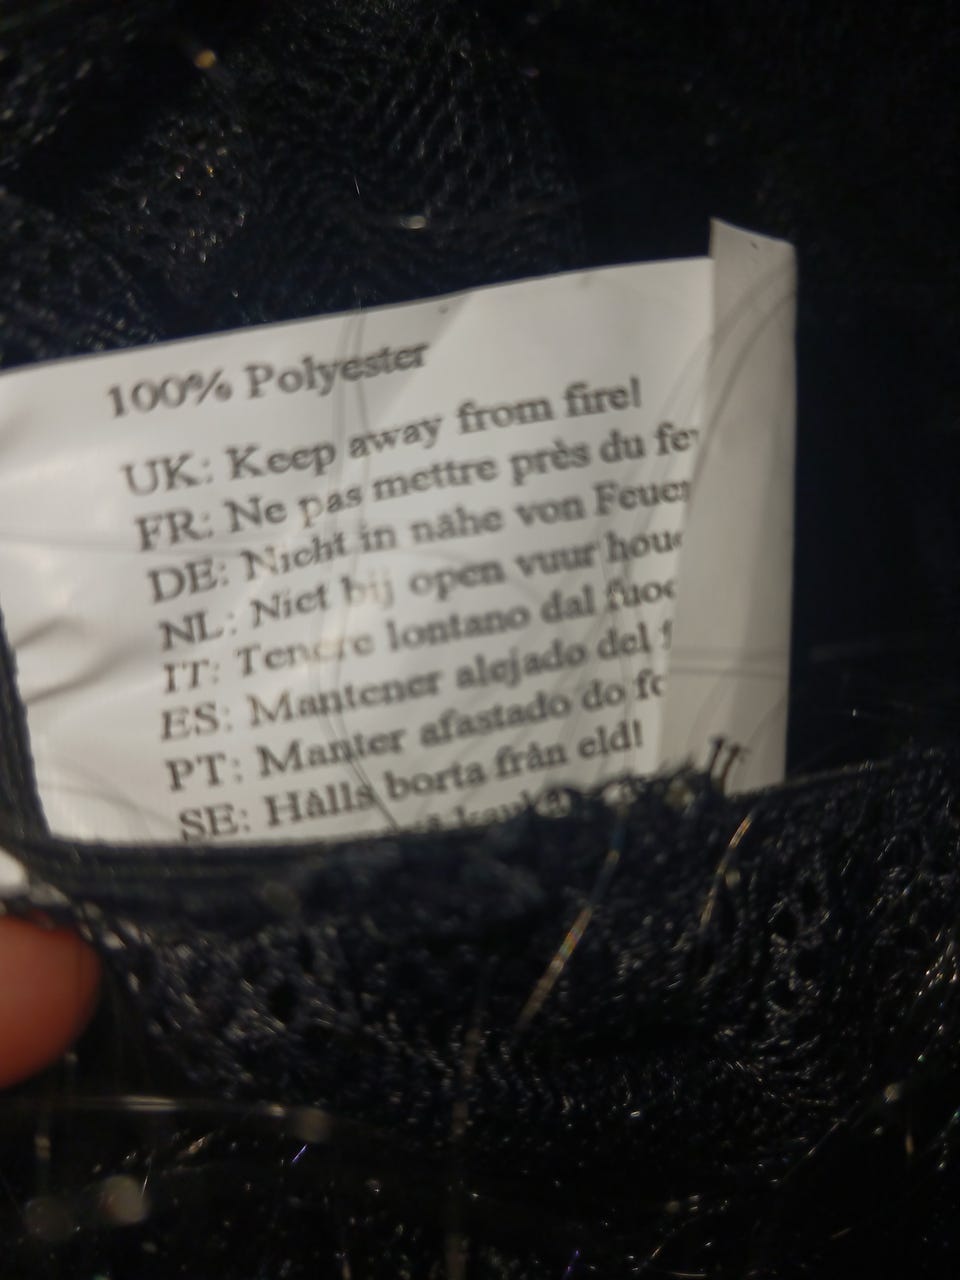 100% Polyester
UK: Keep away from fire!
FR: Ne pas mettre près du
DE: Nicht in nähe von Feuer
NL: Niet bij open vuur
IT: Tenere lontano dal
ES: Mantener alejado del
PT: Manter afastado do
SE: Hålls borta från eld!